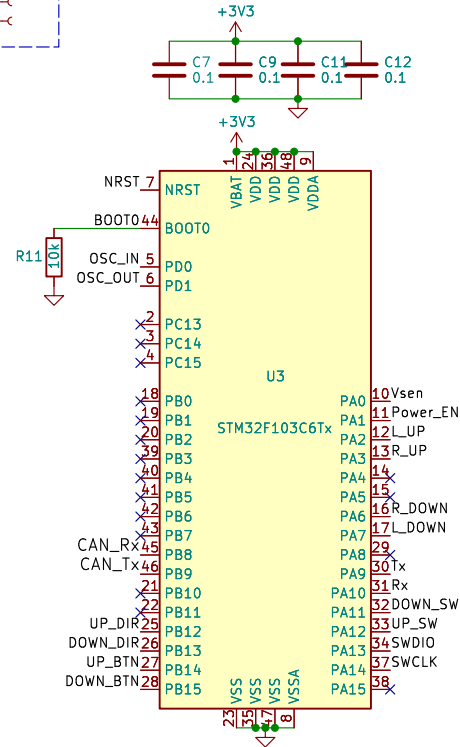 +3V3
C7 C9 C11 C12
0.1 0.1 0.1 0.1
+3V3
1 24 36 48 9
VBAT VDD VDD VDD VDDA
NRST 7 NRST
BOOT0 44 BOOT0
R11 10k
OSC_IN 5 PD0
OSC_OUT 6 PD1
2 PC13
3 PC14
4 PC15
U3
STM32F103C6Tx
18 PB0 PA0 10 Vsen
19 PB1 PA1 11 Power_EN
20 PB2 PA2 12 L_UP
39 PB3 PA3 13 R_UP
40 PB4 PA4 14
41 PB5 PA5 15
42 PB6 PA6 16 R_DOWN
43 PB7 PA7 17 L_DOWN
CAN_Rx 45 PB8 PA8 29
CAN_Tx 46 PB9 PA9 30 Tx
21 PB10 PA10 31 Rx
22 PB11 PA11 32 DOWN_SW
UP_DIR 25 PB12 PA12 33 UP_SW
DOWN_DIR 26 PB13 PA13 34 SWDIO
UP_BTN 27 PB14 PA14 37 SWCLK
DOWN_BTN 28 PB15 PA15 38
VSS VSS VSS VSSA
23 35 47 8